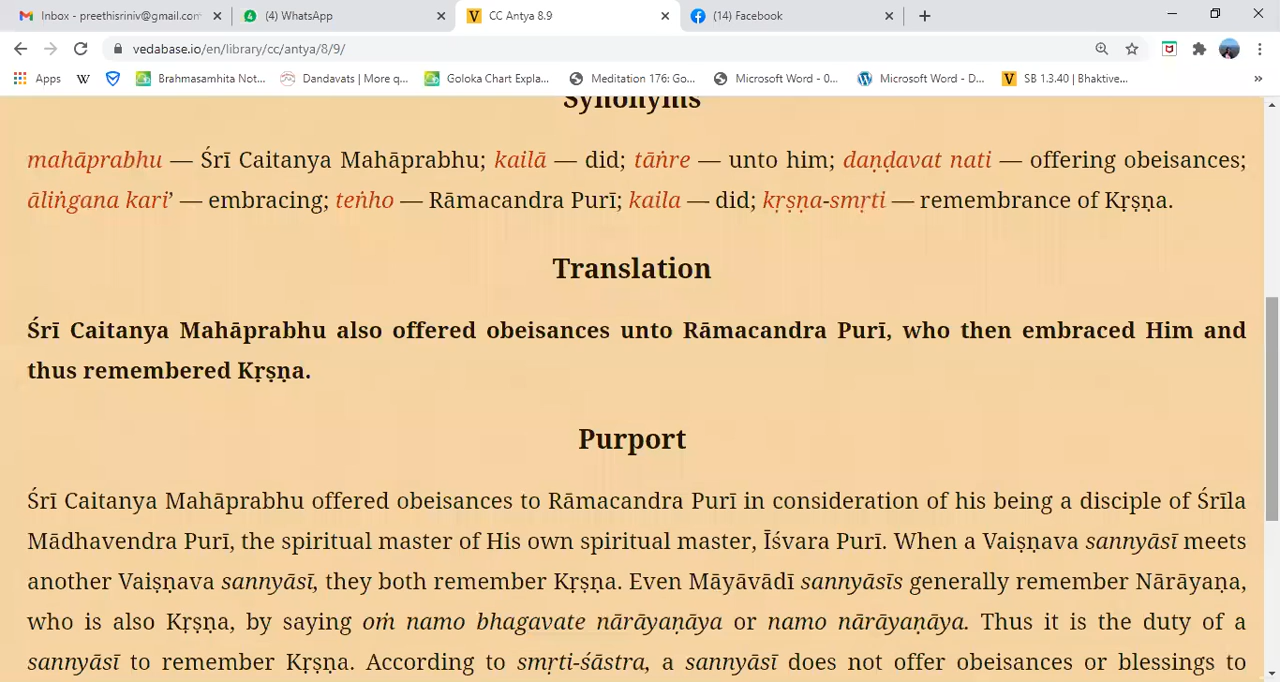 Inbox - preethisriniv@gmail.com
(4) WhatsApp
CC Antya 8.9
(14) Facebook
vedabase.io/en/library/cc/antya/8/9/
Apps
Brahmasamhita Not...
Dandavats | More q...
Goloka Chart Expla...
Meditation 176: Go...
Microsoft Word - 0...
Microsoft Word - D...
SB 1.3.40 | Bhaktive...
»
Synonyms
mahāprabhu — Śrī Caitanya Mahāprabhu; kailā — did; tāṅre — unto him; daṇḍavat nati — offering obeisances;
āliṅgana kari’ — embracing; teṅho — Rāmacandra Purī; kaila — did; kṛṣṇa-smṛti — remembrance of Kṛṣṇa.
Translation
Śrī Caitanya Mahāprabhu also offered obeisances unto Rāmacandra Purī, who then embraced Him and
thus remembered Kṛṣṇa.
Purport
Śrī Caitanya Mahāprabhu offered obeisances to Rāmacandra Purī in consideration of his being a disciple of Śrīla
Mādhavendra Purī, the spiritual master of His own spiritual master, Īśvara Purī. When a Vaiṣṇava sannyāsī meets
another Vaiṣṇava sannyāsī, they both remember Kṛṣṇa. Even Māyāvādī sannyāsīs generally remember Nārāyaṇa,
who is also Kṛṣṇa, by saying oṁ namo bhagavate nārāyaṇāya or namo nārāyaṇāya. Thus it is the duty of a
sannyāsī to remember Kṛṣṇa. According to smṛti-śāstra, a sannyāsī does not offer obeisances or blessings to